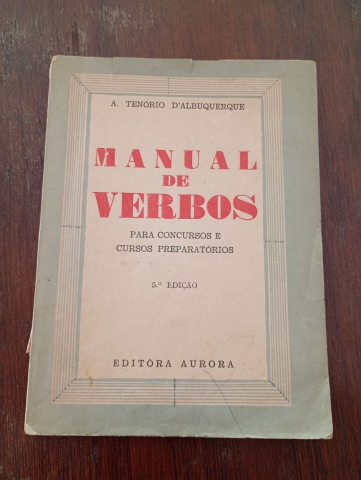 A. TENÓRIO D'ALBUQUERQUE
MANUAL
DE
VERBOS
PARA CONCURSOS E
CURSOS PREPARATÓRIOS
5.ª EDIÇÃO
EDITÔRA AURORA